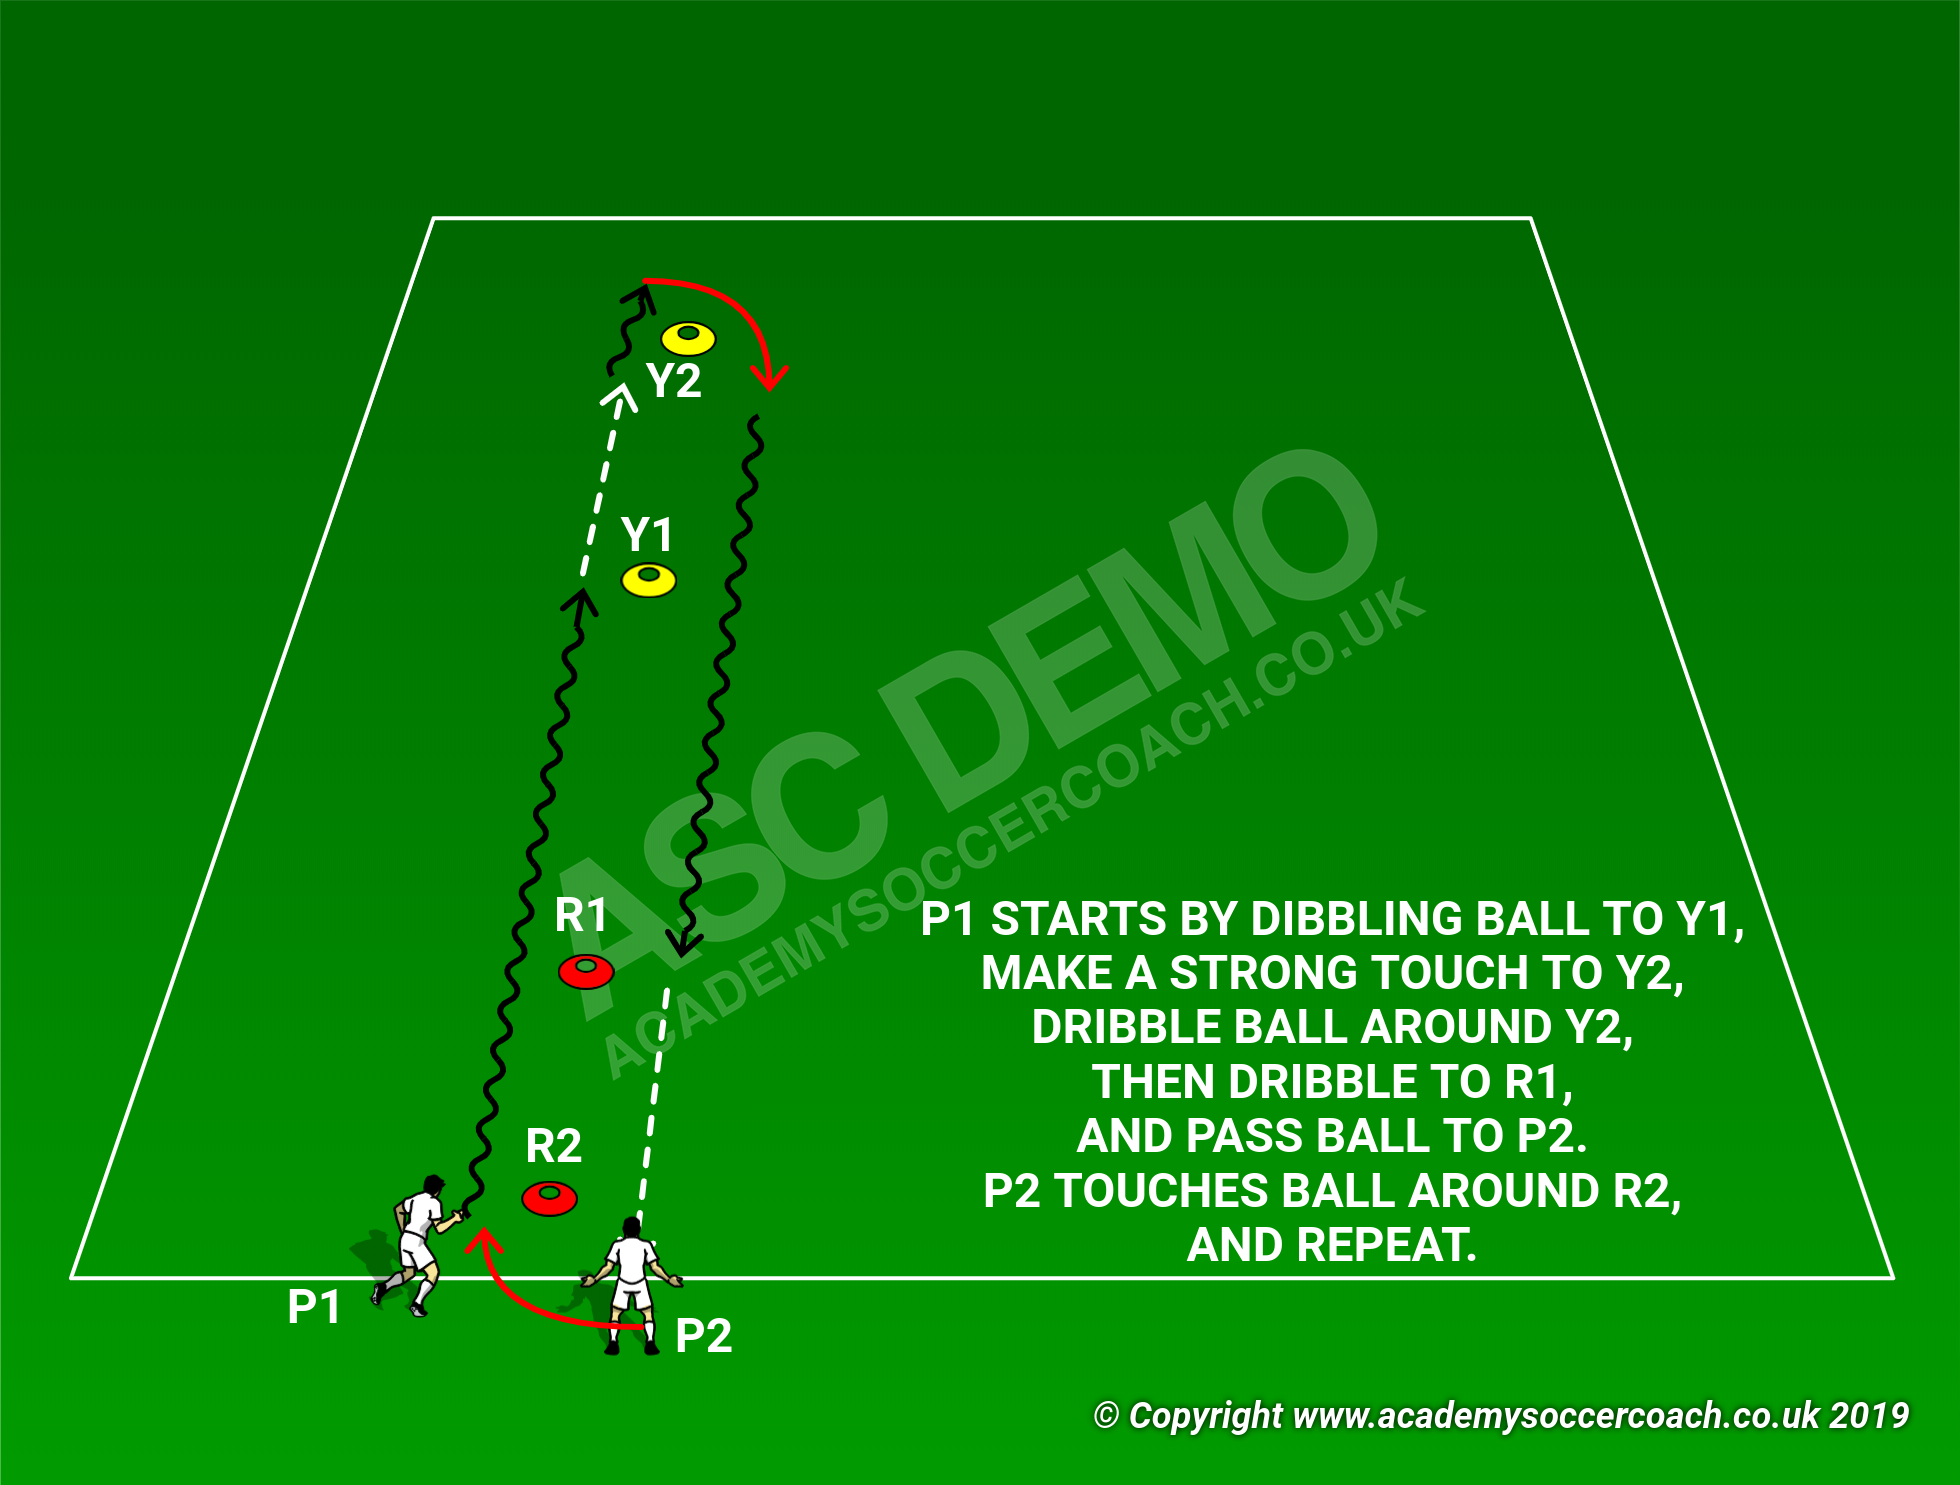 Y2
Y1
ASC DEMO
ACADEMYSOCCERCOACH.CO.UK
R1
P1 STARTS BY DIBBLING BALL TO Y1,
MAKE A STRONG TOUCH TO Y2,
DRIBBLE BALL AROUND Y2,
THEN DRIBBLE TO R1,
AND PASS BALL TO P2.
P2 TOUCHES BALL AROUND R2,
AND REPEAT.
R2
P1
P2
© Copyright www.academysoccercoach.co.uk 2019